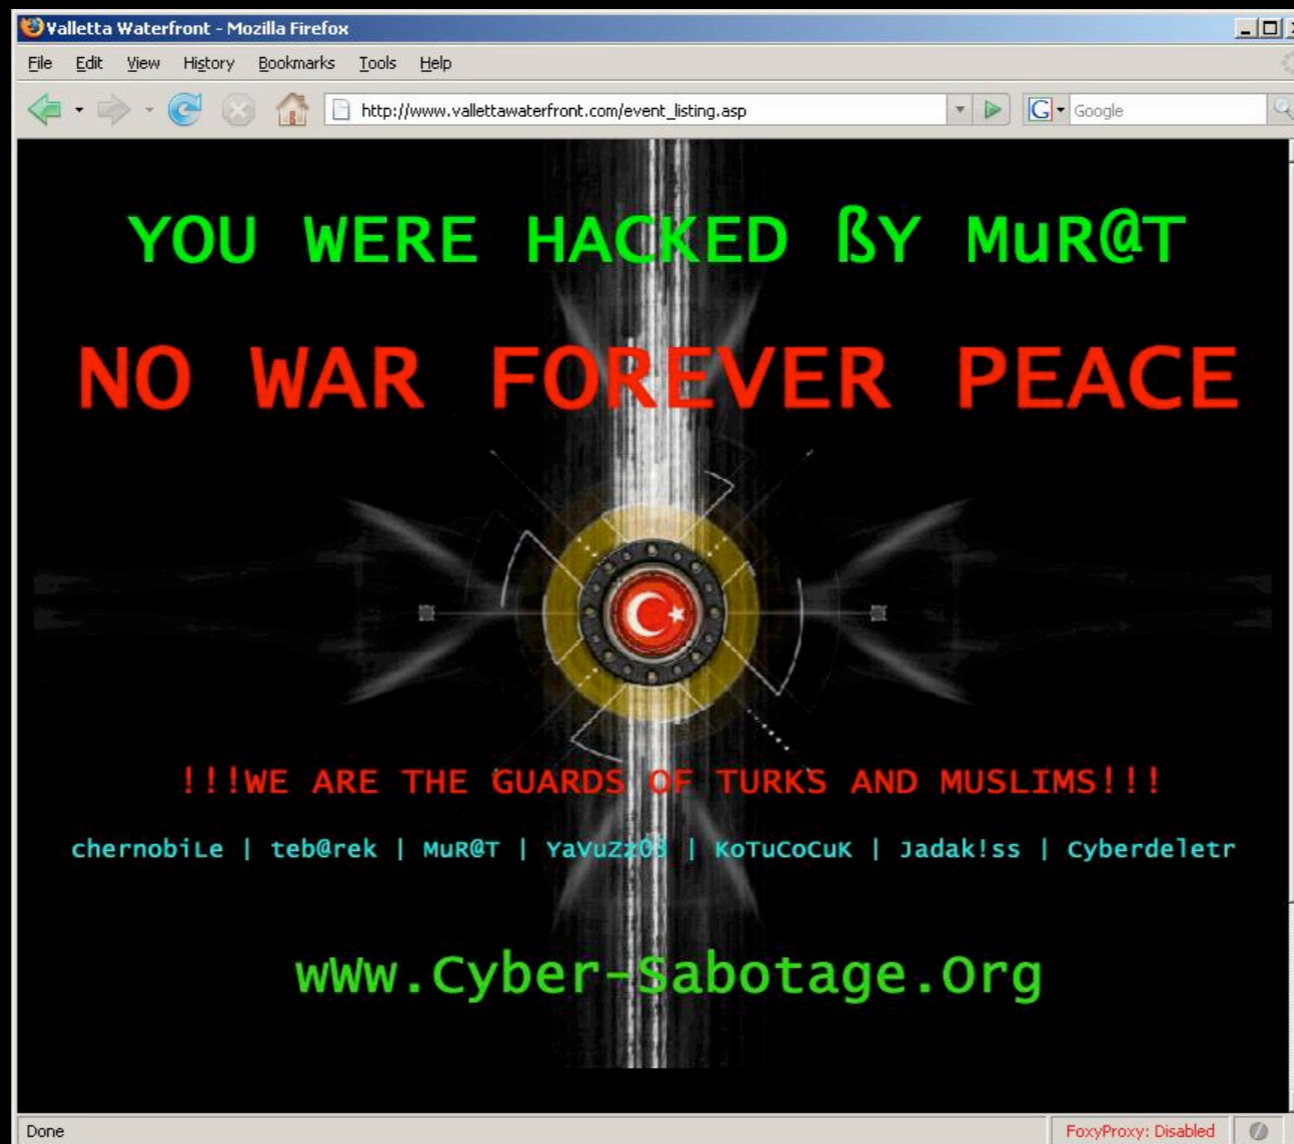 Valletta Waterfront - Mozilla Firefox
File Edit View History Bookmarks Tools Help
http://www.vallettawaterfront.com/event_listing.asp
G Google
YOU WERE HACKED ßY MuR@T
NO WAR FOREVER PEACE
!!!WE ARE THE GUARDS OF TURKS AND MUSLIMS!!!
chernobiLe | teb@rek | MuR@T | | KoTuCoCuK | Jadak!ss | Cyberdeletr
wWw.Cyber-Sabotage.Org
Done
FoxyProxy: Disabled